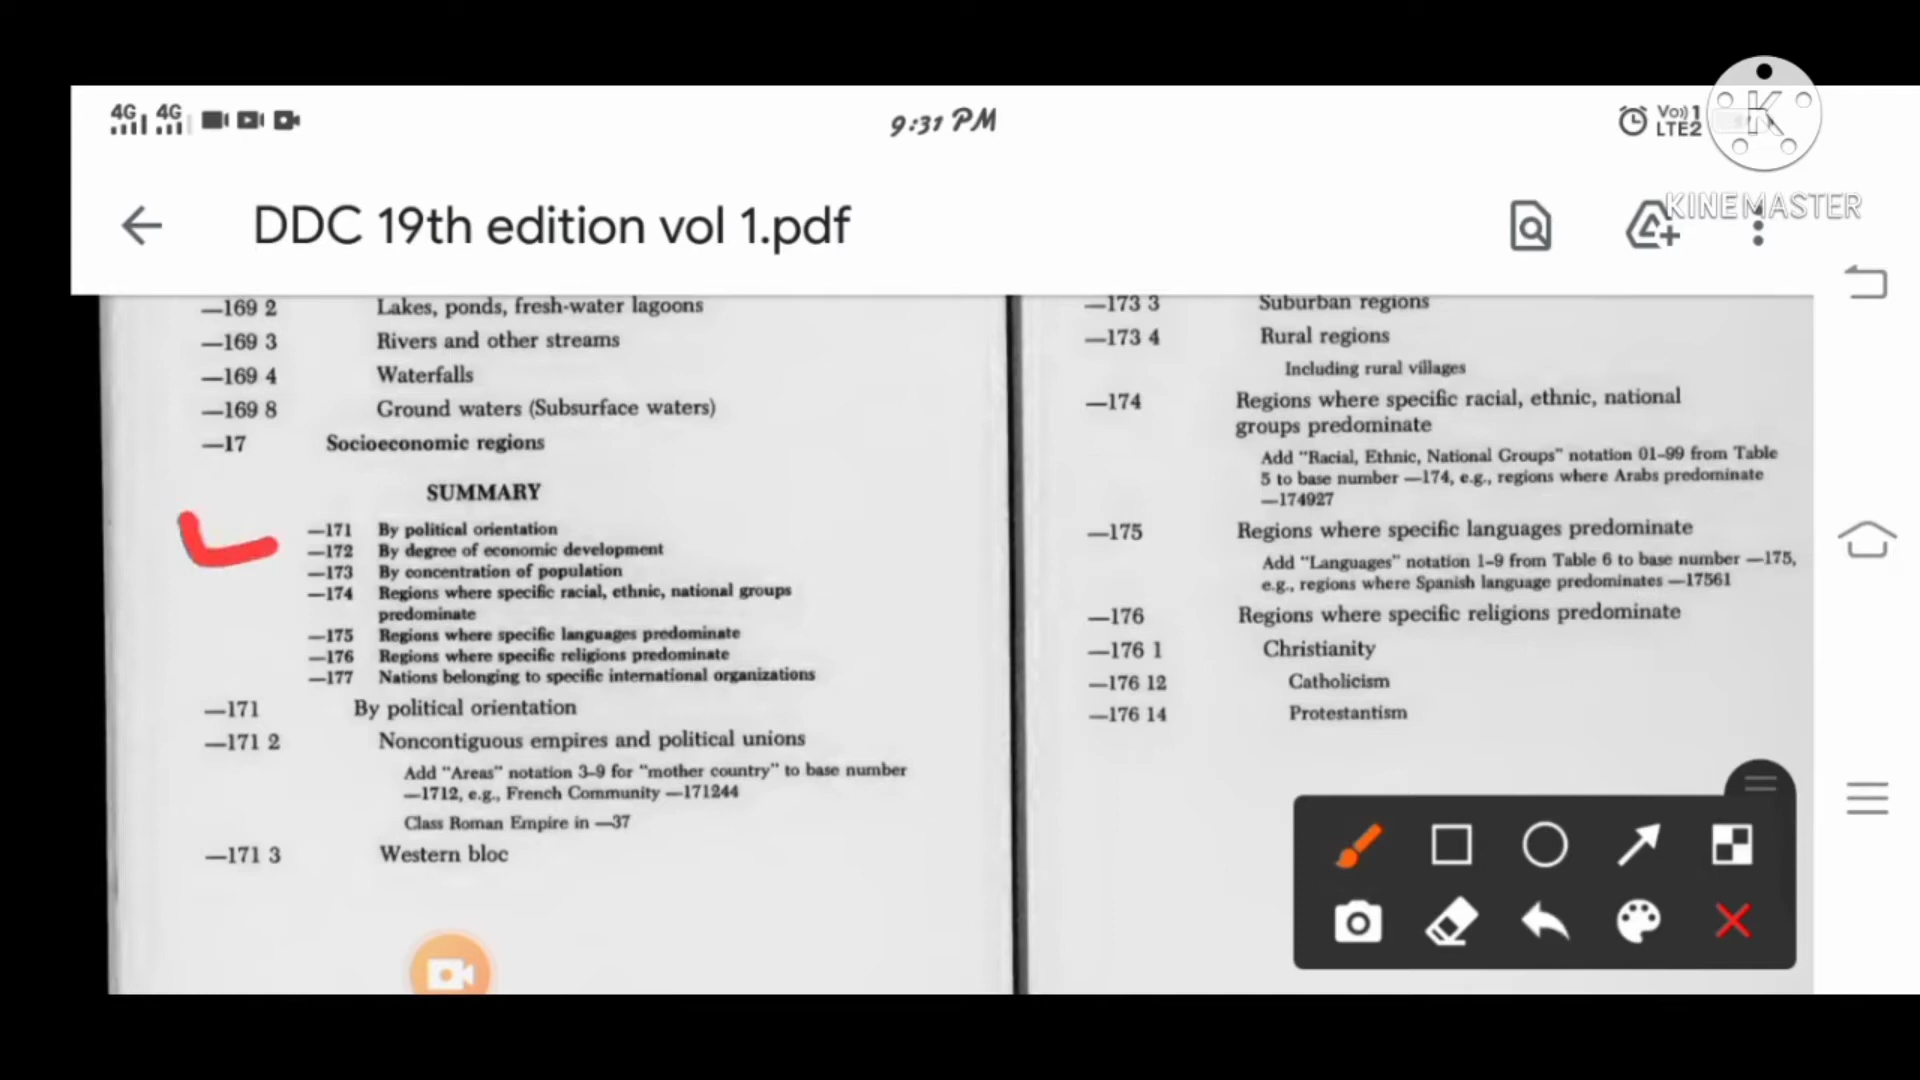 4G 4G
9:31 PM
Vo)) 1
LTE2
K
KINEMASTER
DDC 19th edition vol 1.pdf
—169 2 Lakes, ponds, fresh-water lagoons
—169 3 Rivers and other streams
—169 4 Waterfalls
—169 8 Ground waters (Subsurface waters)
—17 Socioeconomic regions
SUMMARY
—171 By political orientation
—172 By degree of economic development
—173 By concentration of population
—174 Regions where specific racial, ethnic, national groups
predominate
—175 Regions where specific languages predominate
—176 Regions where specific religions predominate
—177 Nations belonging to specific international organizations
—171 By political orientation
—171 2 Noncontiguous empires and political unions
Add "Areas" notation 3–9 for "mother country" to base number
—1712, e.g., French Community —171244
Class Roman Empire in —37
—171 3 Western bloc
—173 3 Suburban regions
—173 4 Rural regions
Including rural villages
—174 Regions where specific racial, ethnic, national
groups predominate
Add "Racial, Ethnic, National Groups" notation 01–99 from Table
5 to base number —174, e.g., regions where Arabs predominate
—174927
—175 Regions where specific languages predominate
Add "Languages" notation 1–9 from Table 6 to base number —175,
e.g., regions where Spanish language predominates —17561
—176 Regions where specific religions predominate
—176 1 Christianity
—176 12 Catholicism
—176 14 Protestantism